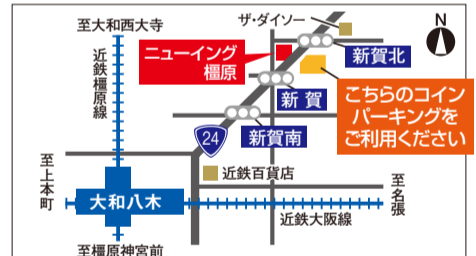 至大和西大寺
ザ・ダイソー
N
近鉄橿原線
ニューイング
橿原
新賀北
新 賀
こちらのコイン
パーキングを
ご利用ください
新賀南
24
至上本町
近鉄百貨店
至名張
大和八木
近鉄大阪線
至橿原神宮前